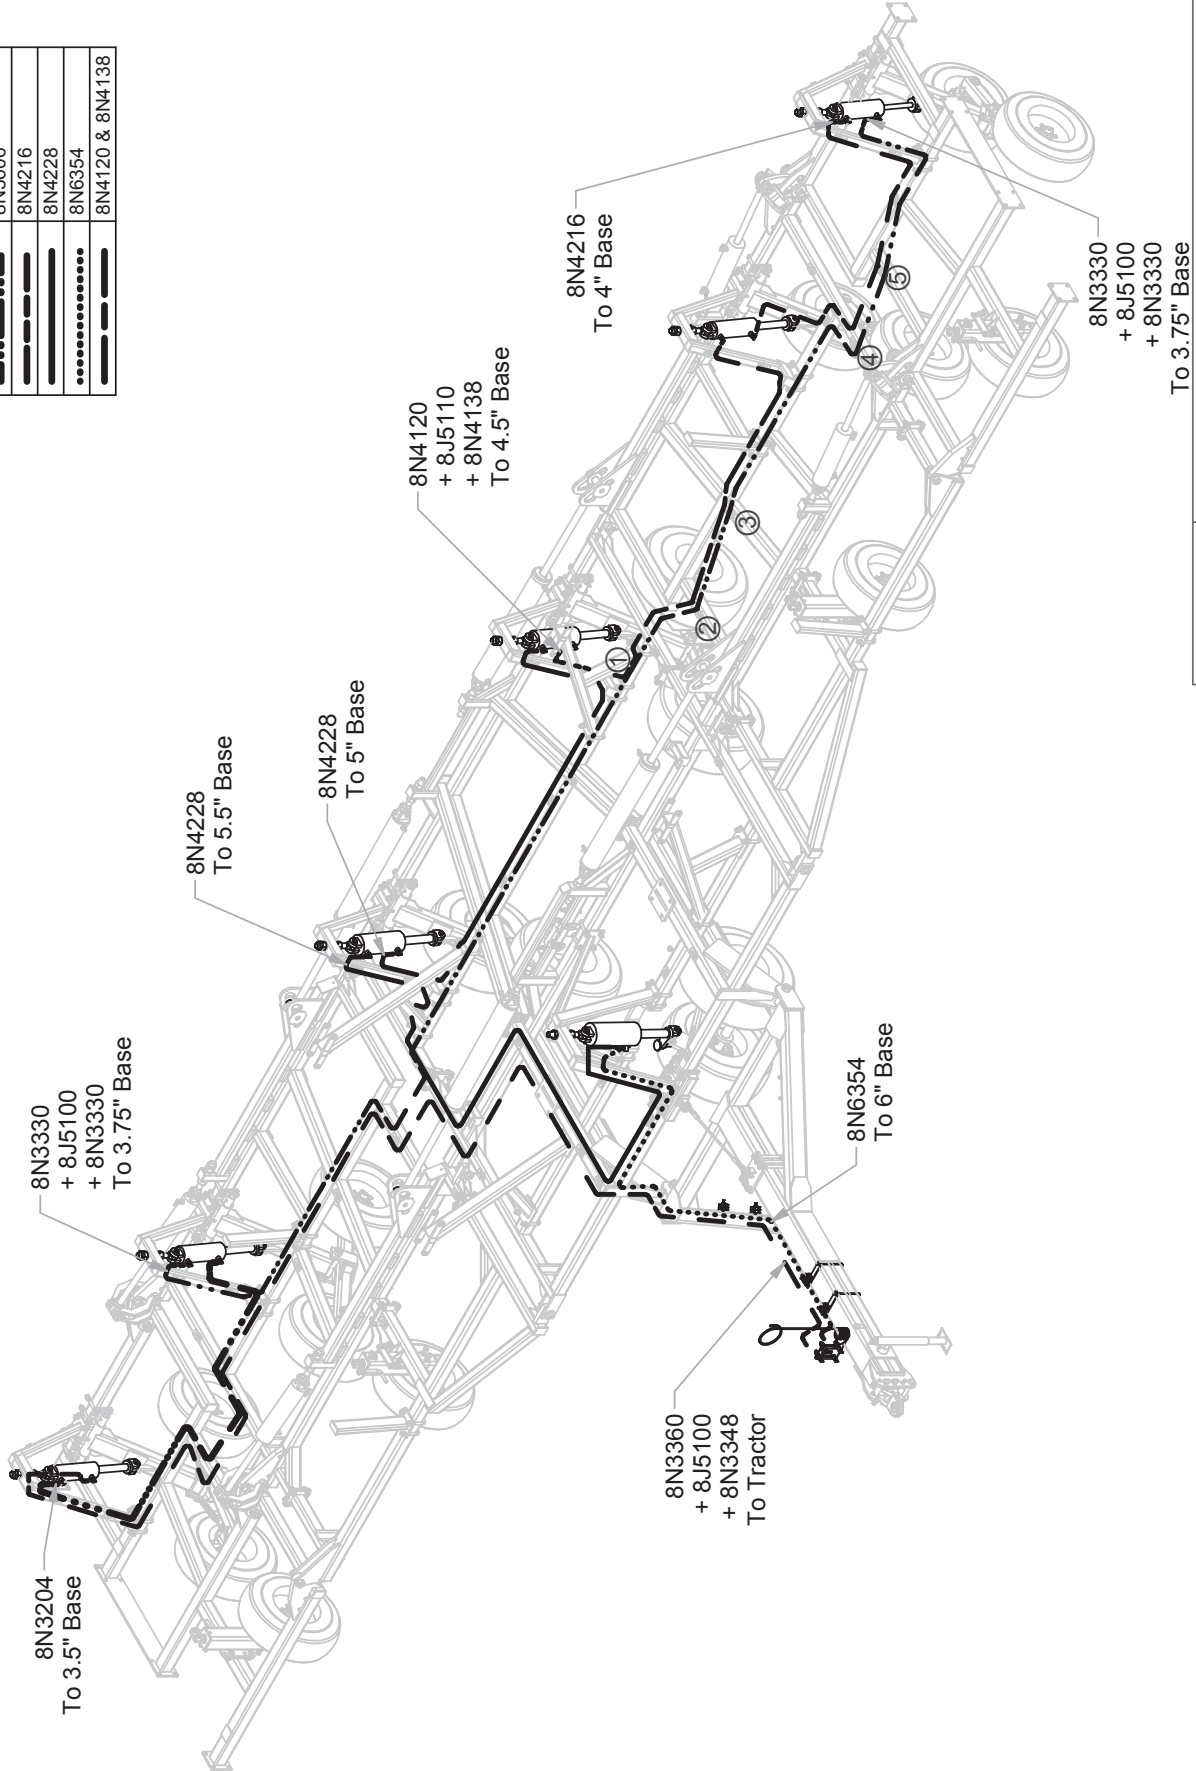 8N4216
8N4228
8N6354
8N4120 & 8N4138
8N3204
To 3.5" Base
8N3330
+ 8J5100
+ 8N3330
To 3.75" Base
8N4228
To 5.5" Base
8N4228
To 5" Base
8N4120
+ 8J5110
+ 8N4138
To 4.5" Base
8N4216
To 4" Base
1
2
3
4
5
8N3360
+ 8J5100
+ 8N3348
To Tractor
8N6354
To 6" Base
8N3330
+ 8J5100
+ 8N3330
To 3.75" Base